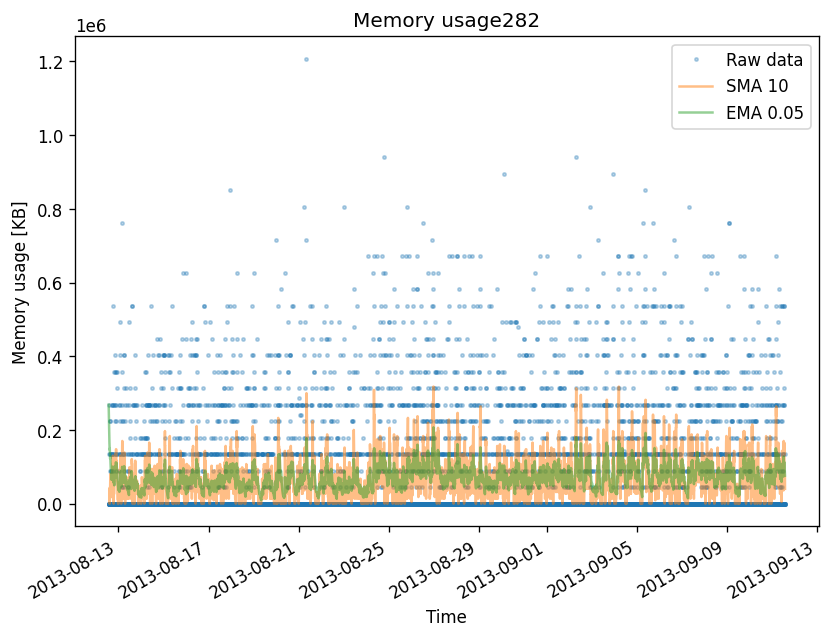 Memory usage282
1e6
Raw data
SMA 10
EMA 0.05
1.2
1.0
0.8
0.6
0.4
0.2
0.0
Memory usage [KB]
2013-08-13
2013-08-17
2013-08-21
2013-08-25
2013-08-29
2013-09-01
2013-09-05
2013-09-09
2013-09-13
Time